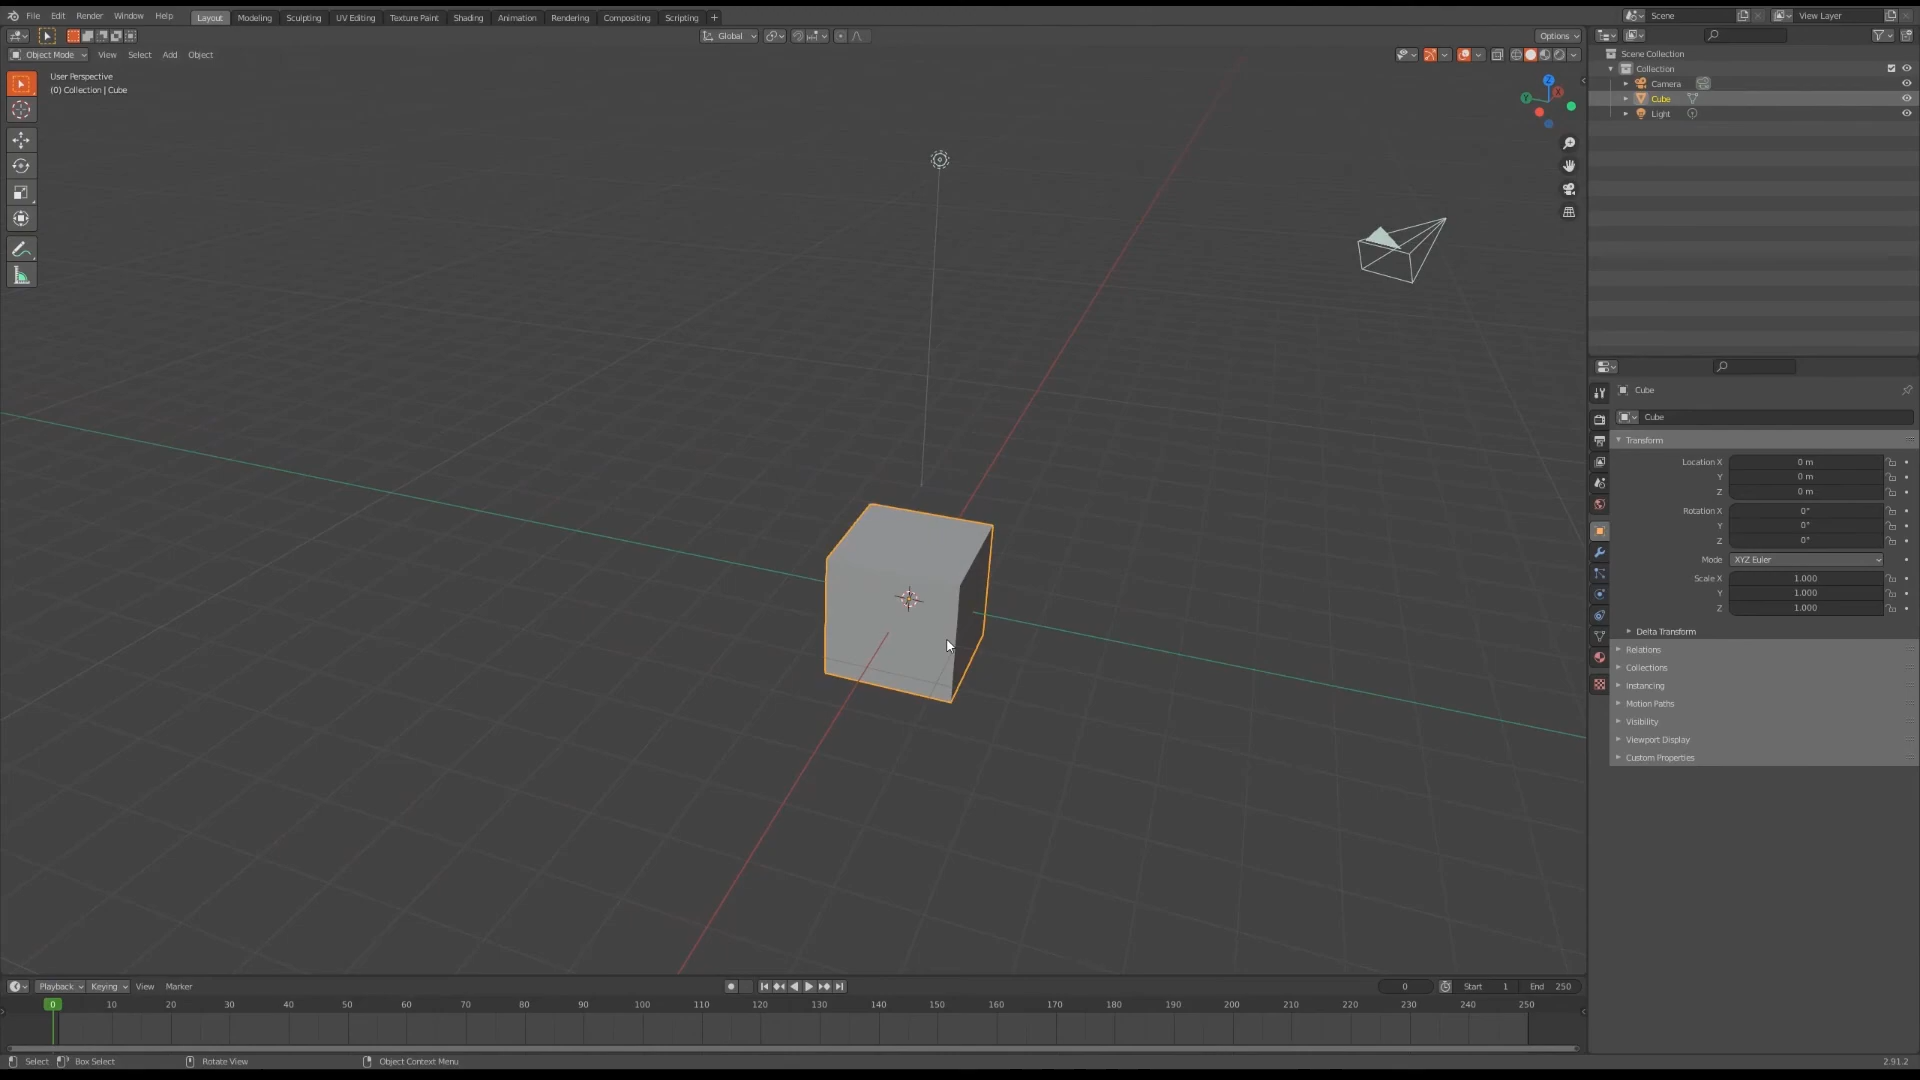 File Edit Render Window Help Layout Modeling Sculpting UV Editing Texture Paint Shading Animation Rendering Compositing Scripting + Scene View Layer
Global Options
Object Mode View Select Add Object
User Perspective
(0) Collection | Cube
Z
Y X
Scene Collection
Collection
Camera
Cube
Light
Cube
Cube
Transform
Location X 0 m
Y 0 m
Z 0 m
Rotation X 0°
Y 0°
Z 0°
Mode XYZ Euler
Scale X 1.000
Y 1.000
Z 1.000
Delta Transform
Relations
Collections
Instancing
Motion Paths
Visibility
Viewport Display
Custom Properties
Playback Keying View Marker 0 Start 1 End 250
0 10 20 30 40 50 60 70 80 90 100 110 120 130 140 150 160 170 180 190 200 210 220 230 240 250
Select Box Select Rotate View Object Context Menu 2.91.2